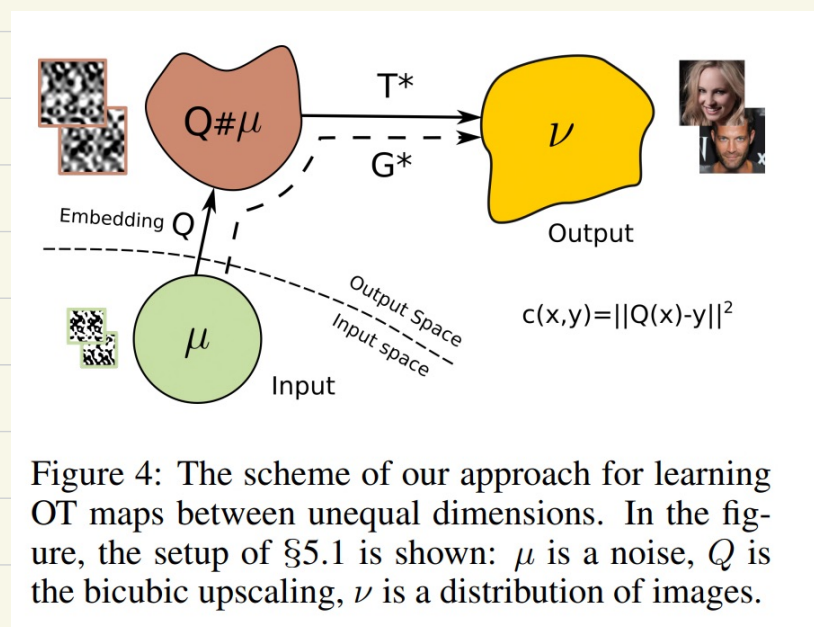 Q#μ
T*
G*
ν
Embedding Q
Output
Output Space
Input space
c(x,y)=||Q(x)-y||²
μ
Input
X
Figure 4: The scheme of our approach for learning
OT maps between unequal dimensions. In the fig-
ure, the setup of §5.1 is shown: μ is a noise, Q is
the bicubic upscaling, ν is a distribution of images.